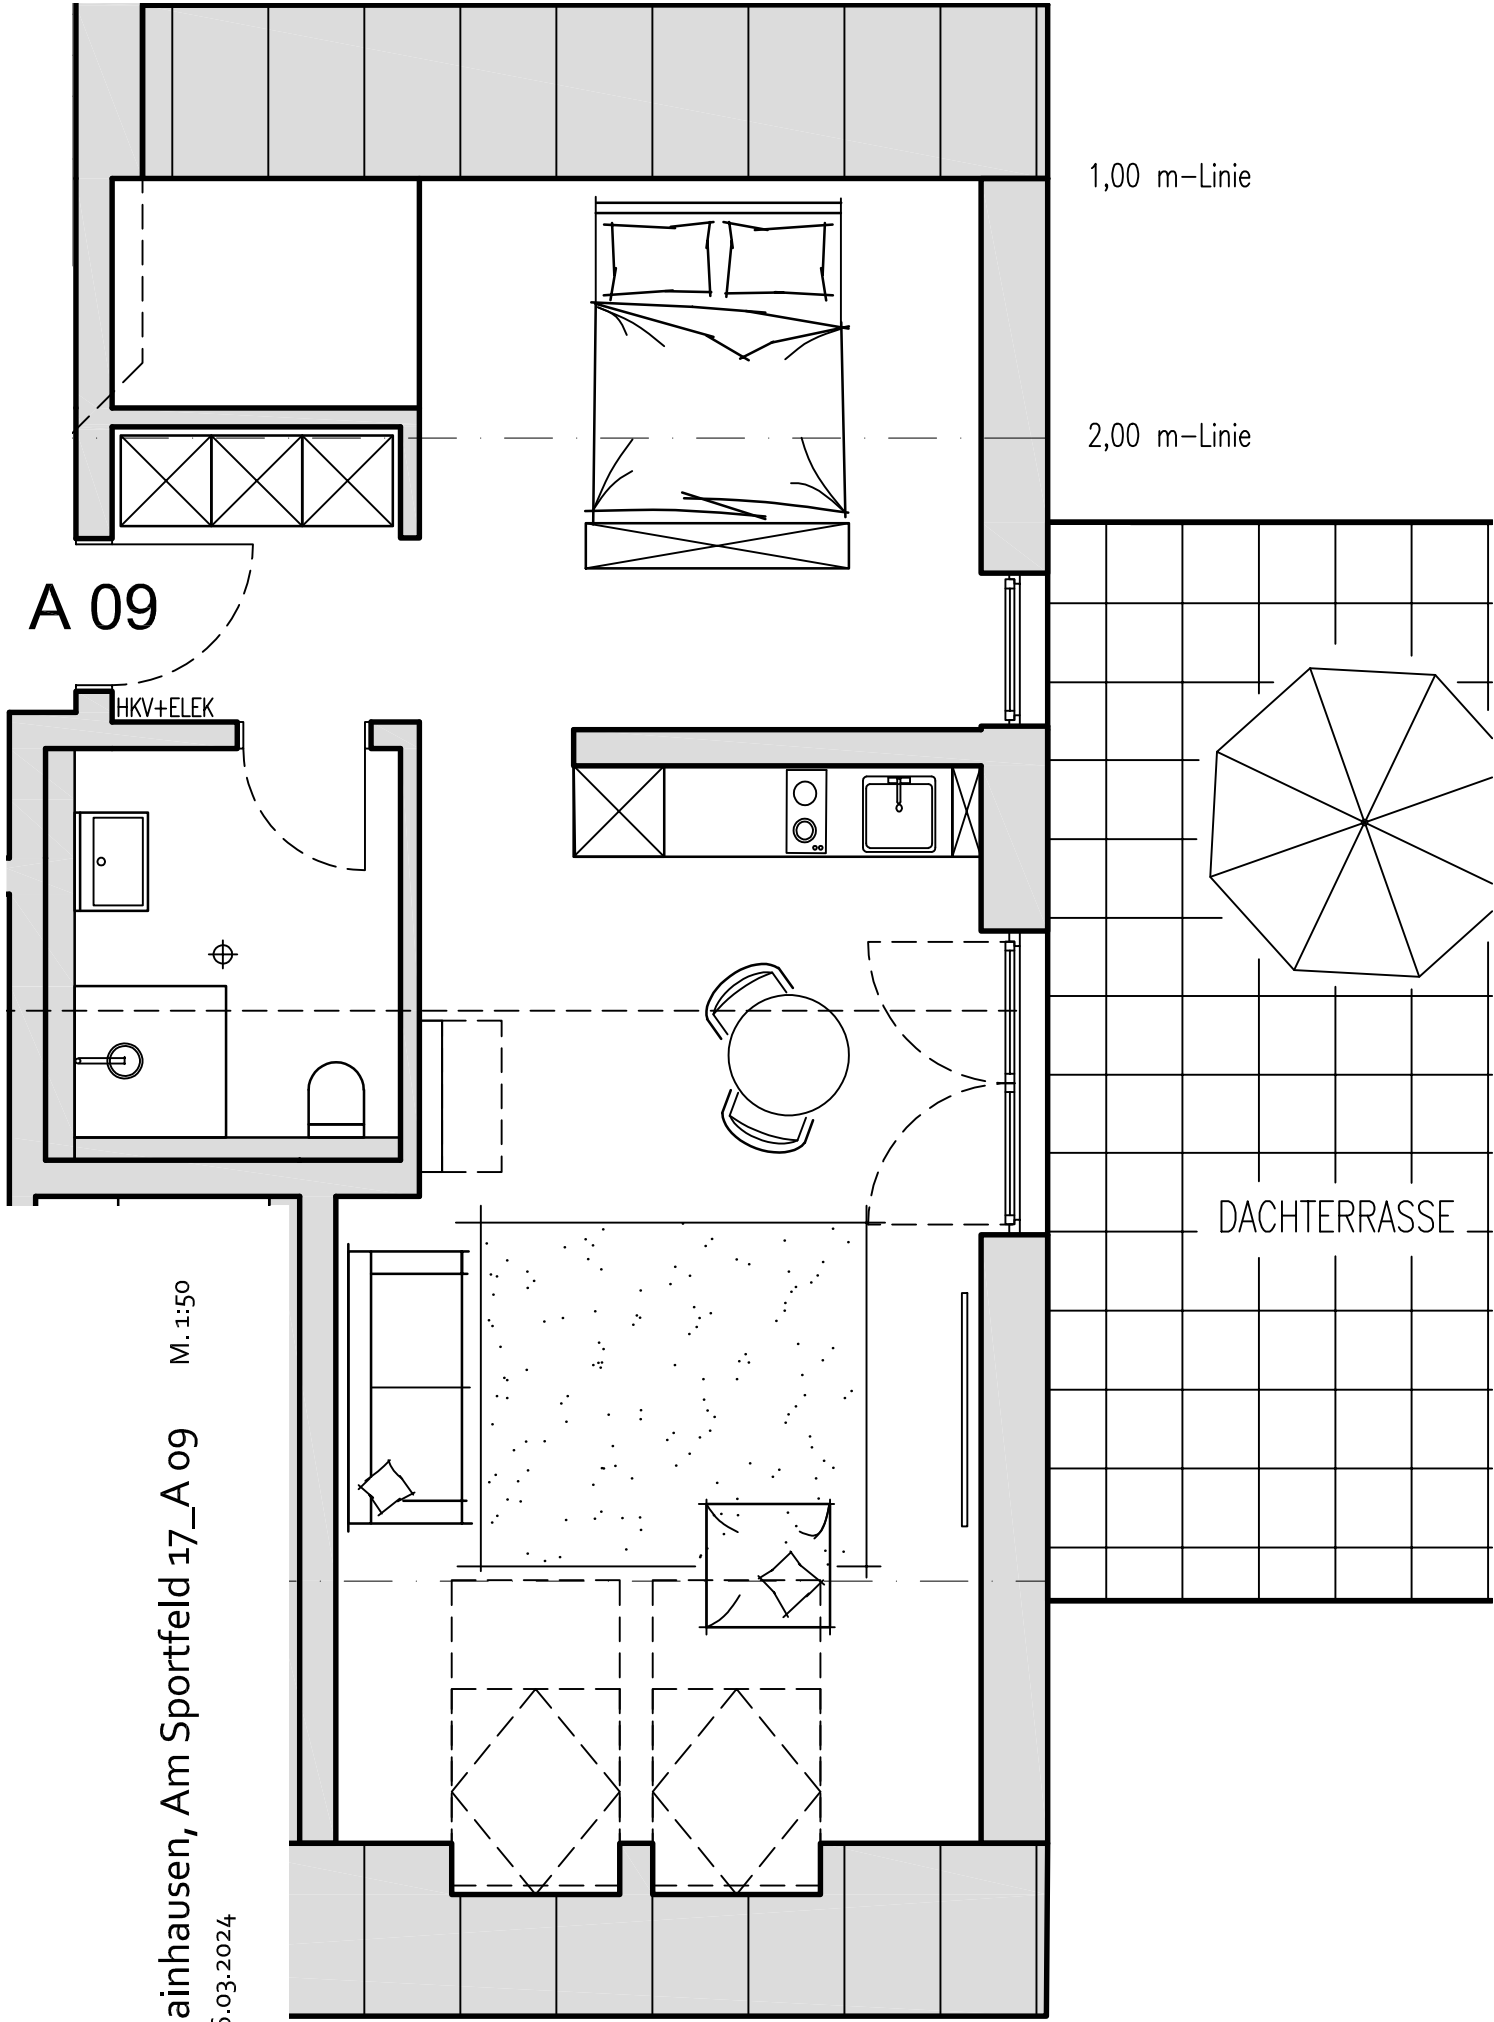 1,00 m-Linie
2,00 m-Linie
A 09
HKV+ELEK
DACHTERRASSE
ainhausen, Am Sportfeld 17_A 09 M. 1:50
.03.2024